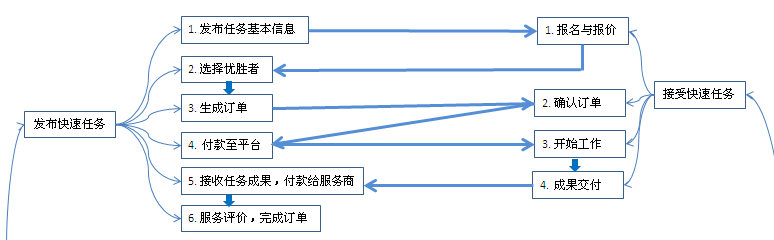 1. 发布任务基本信息
1. 报名与报价
2. 选择优胜者
接受快速任务
3. 生成订单
2. 确认订单
发布快速任务
4. 付款至平台
3. 开始工作
5. 接收任务成果，付款给服务商
4. 成果交付
6. 服务评价，完成订单